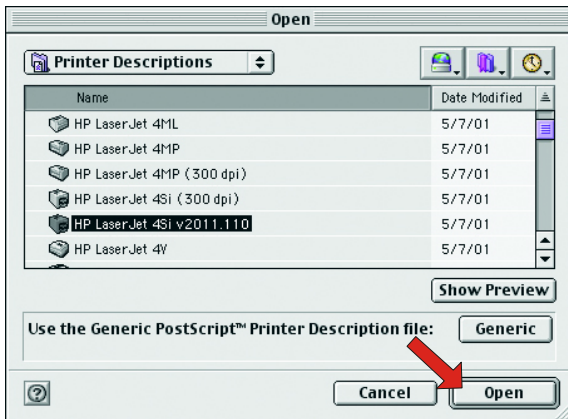 Open
Printer Descriptions
Name Date Modified
HP LaserJet 4ML 5/7/01
HP LaserJet 4MP 5/7/01
HP LaserJet 4MP (300 dpi) 5/7/01
HP LaserJet 4Si (300 dpi) 5/7/01
HP LaserJet 4Si v2011.110 5/7/01
HP LaserJet 4V 5/7/01
Show Preview
Use the Generic PostScript™ Printer Description file: Generic
? Cancel Open